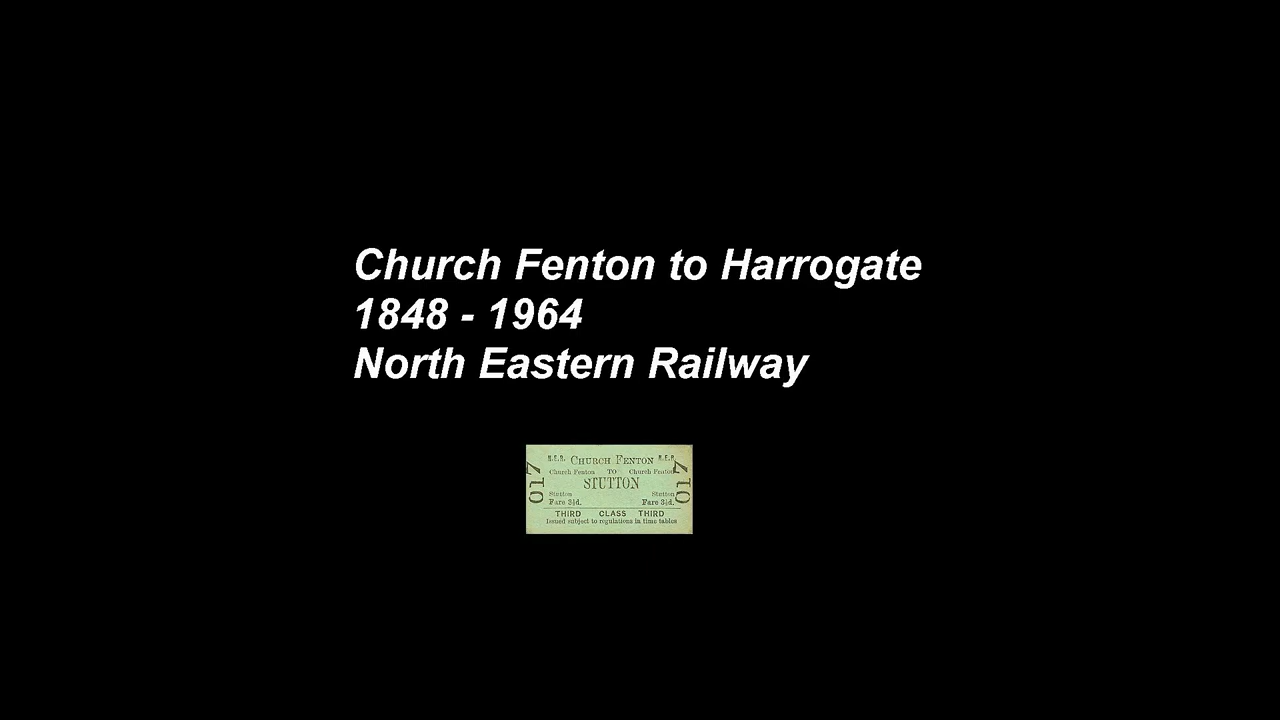 Church Fenton to Harrogate
1848 - 1964
North Eastern Railway
N.E.R. CHURCH FENTON N.E.R.
Church Fenton TO Church Fenton
STUTTON
Stutton Stutton
Fare 3½d. Fare 3½d.
THIRD CLASS THIRD
Issued subject to regulations in time tables
017 017